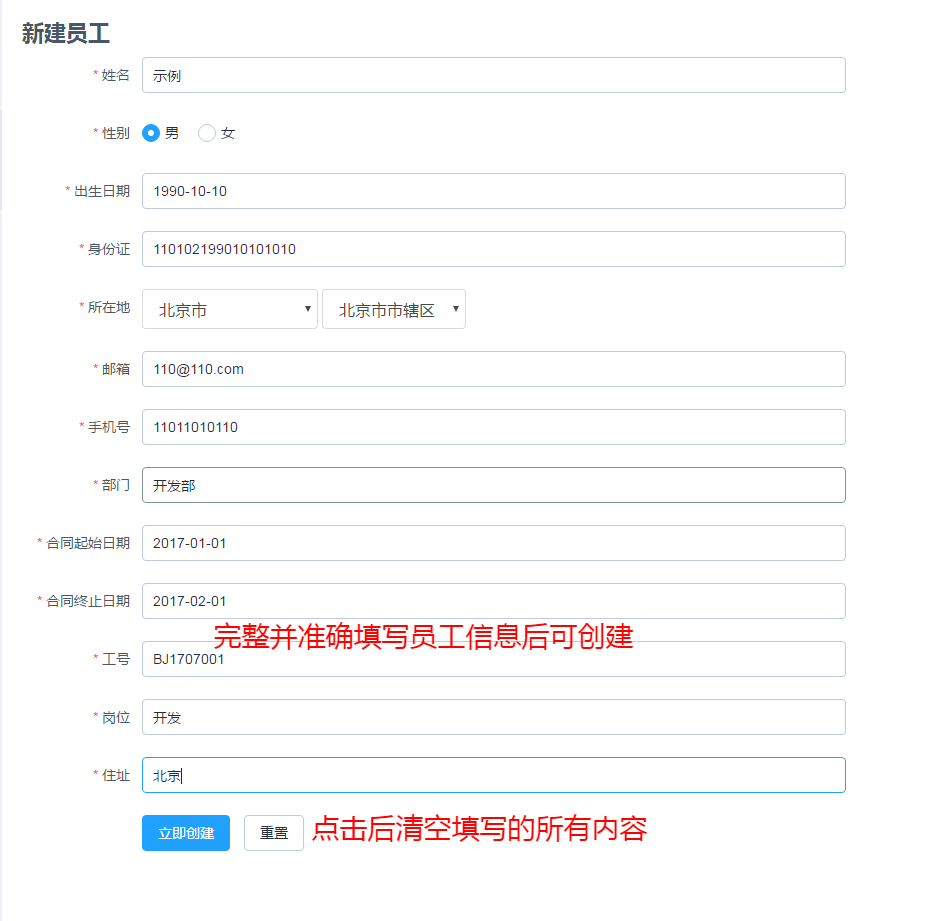 新建员工
* 姓名 示例
* 性别 男 女
* 出生日期 1990-10-10
* 身份证 110102199010101010
* 所在地 北京市 北京市市辖区
* 邮箱 110@110.com
* 手机号 11011010110
* 部门 开发部
* 合同起始日期 2017-01-01
* 合同终止日期 2017-02-01
完整并准确填写员工信息后可创建
* 工号 BJ1707001
* 岗位 开发
* 住址 北京
立即创建 重置 点击后清空填写的所有内容